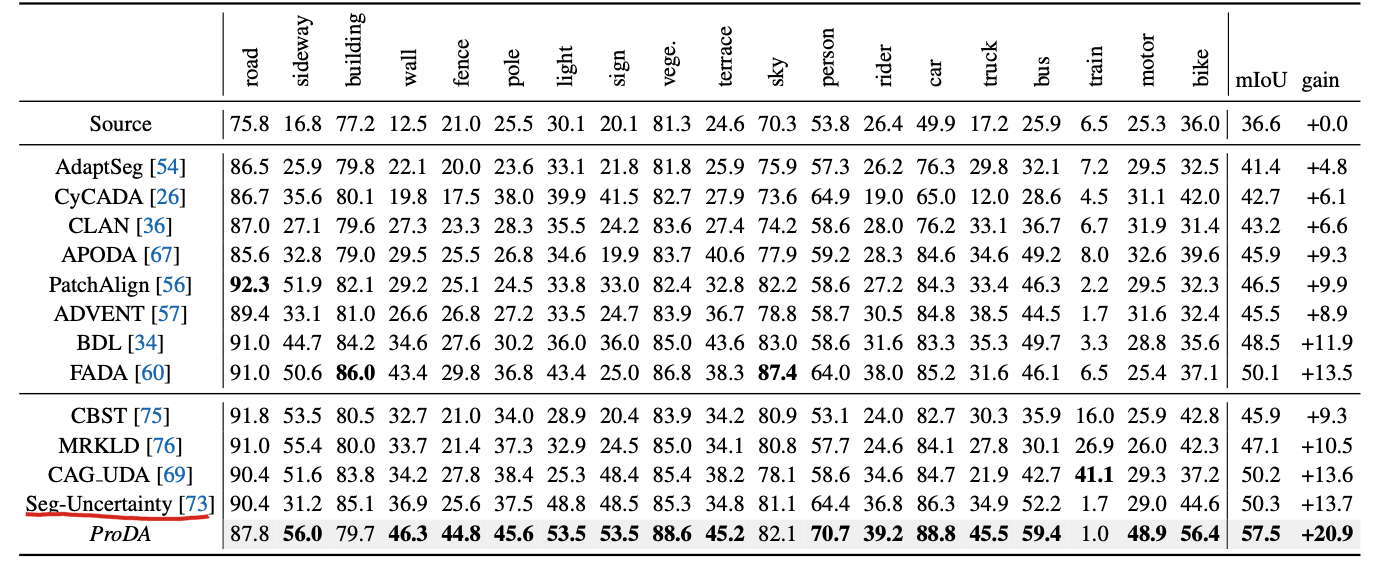 road sideway building wall fence pole light sign vege. terrace sky person rider car truck bus train motor bike mIoU gain
Source 75.8 16.8 77.2 12.5 21.0 25.5 30.1 20.1 81.3 24.6 70.3 53.8 26.4 49.9 17.2 25.9 6.5 25.3 36.0 36.6 +0.0
AdaptSeg [54] 86.5 25.9 79.8 22.1 20.0 23.6 33.1 21.8 81.8 25.9 75.9 57.3 26.2 76.3 29.8 32.1 7.2 29.5 32.5 41.4 +4.8
CyCADA [26] 86.7 35.6 80.1 19.8 17.5 38.0 39.9 41.5 82.7 27.9 73.6 64.9 19.0 65.0 12.0 28.6 4.5 31.1 42.0 42.7 +6.1
CLAN [36] 87.0 27.1 79.6 27.3 23.3 28.3 35.5 24.2 83.6 27.4 74.2 58.6 28.0 76.2 33.1 36.7 6.7 31.9 31.4 43.2 +6.6
APODA [67] 85.6 32.8 79.0 29.5 25.5 26.8 34.6 19.9 83.7 40.6 77.9 59.2 28.3 84.6 34.6 49.2 8.0 32.6 39.6 45.9 +9.3
PatchAlign [56] 92.3 51.9 82.1 29.2 25.1 24.5 33.8 33.0 82.4 32.8 82.2 58.6 27.2 84.3 33.4 46.3 2.2 29.5 32.3 46.5 +9.9
ADVENT [57] 89.4 33.1 81.0 26.6 26.8 27.2 33.5 24.7 83.9 36.7 78.8 58.7 30.5 84.8 38.5 44.5 1.7 31.6 32.4 45.5 +8.9
BDL [34] 91.0 44.7 84.2 34.6 27.6 30.2 36.0 36.0 85.0 43.6 83.0 58.6 31.6 83.3 35.3 49.7 3.3 28.8 35.6 48.5 +11.9
FADA [60] 91.0 50.6 86.0 43.4 29.8 36.8 43.4 25.0 86.8 38.3 87.4 64.0 38.0 85.2 31.6 46.1 6.5 25.4 37.1 50.1 +13.5
CBST [75] 91.8 53.5 80.5 32.7 21.0 34.0 28.9 20.4 83.9 34.2 80.9 53.1 24.0 82.7 30.3 35.9 16.0 25.9 42.8 45.9 +9.3
MRKLD [76] 91.0 55.4 80.0 33.7 21.4 37.3 32.9 24.5 85.0 34.1 80.8 57.7 24.6 84.1 27.8 30.1 26.9 26.0 42.3 47.1 +10.5
CAG_UDA [69] 90.4 51.6 83.8 34.2 27.8 38.4 25.3 48.4 85.4 38.2 78.1 58.6 34.6 84.7 21.9 42.7 41.1 29.3 37.2 50.2 +13.6
Seg-Uncertainty [73] 90.4 31.2 85.1 36.9 25.6 37.5 48.8 48.5 85.3 34.8 81.1 64.4 36.8 86.3 34.9 52.2 1.7 29.0 44.6 50.3 +13.7
ProDA 87.8 56.0 79.7 46.3 44.8 45.6 53.5 53.5 88.6 45.2 82.1 70.7 39.2 88.8 45.5 59.4 1.0 48.9 56.4 57.5 +20.9